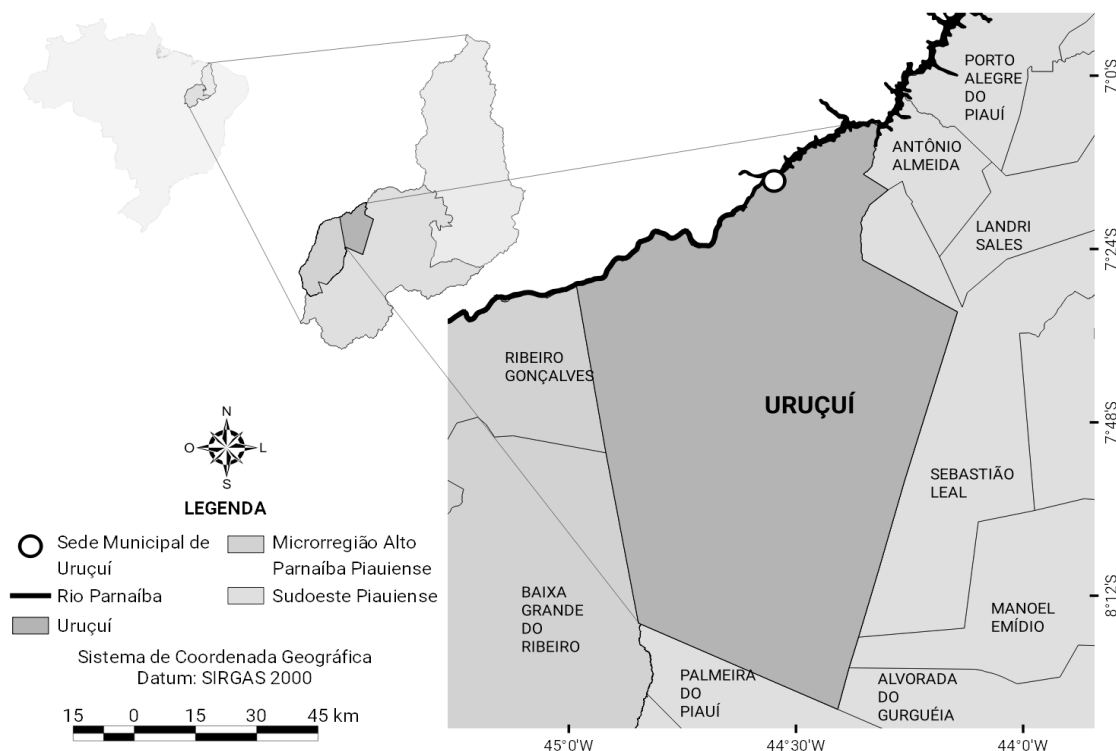 PORTO
ALEGRE
DO
PIAUÍ
ANTÔNIO
ALMEIDA
LANDRI
SALES
RIBEIRO
GONÇALVES
URUÇUÍ
SEBASTIÃO
LEAL
BAIXA
GRANDE
DO
RIBEIRO
MANOEL
EMÍDIO
PALMEIRA
DO
PIAUÍ
ALVORADA
DO
GURGUÉIA
7°0'S
7°24'S
7°48'S
8°12'S
45°0'W
44°30'W
44°0'W
N
O L
S
LEGENDA
Sede Municipal de
Uruçuí
Rio Parnaíba
Uruçuí
Microrregião Alto
Parnaíba Piauiense
Sudoeste Piauiense
Sistema de Coordenada Geográfica
Datum: SIRGAS 2000
15 0 15 30 45 km